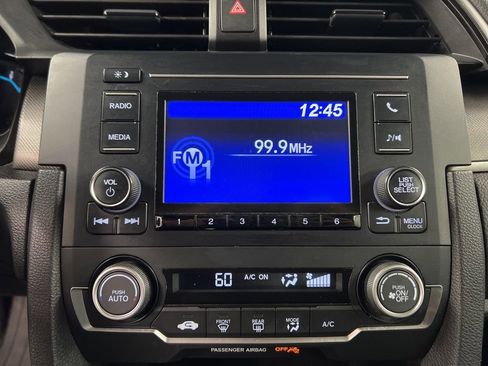 12:45
RADIO
MEDIA
99.9MHz
FM1
VOL
LIST
PUSH
SELECT
MENU
CLOCK
1 2 3 4 5 6
PUSH
AUTO
60 A/C ON
PUSH
ON/
OFF
FRONT
REAR
MODE
A/C
PASSENGER AIRBAG OFF